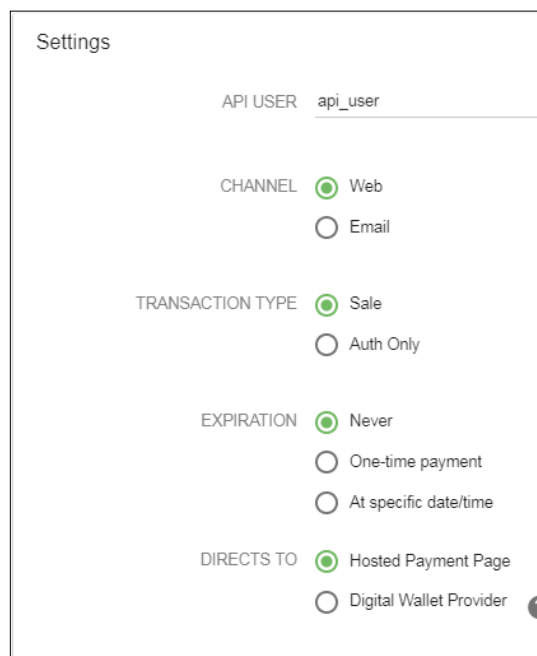 Settings
API USER api_user
CHANNEL Web
Email
TRANSACTION TYPE Sale
Auth Only
EXPIRATION Never
One-time payment
At specific date/time
DIRECTS TO Hosted Payment Page
Digital Wallet Provider